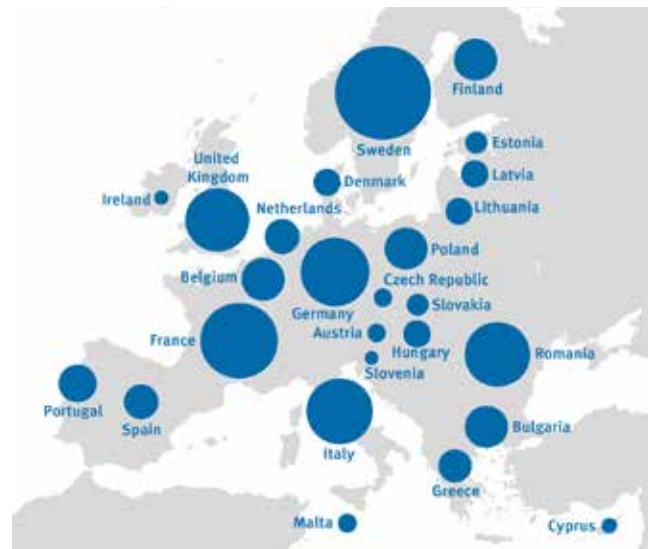 Finland
Sweden
Estonia
United
Kingdom
Latvia
Denmark
Ireland
Netherlands
Lithuania
Poland
Belgium
Czech Republic
Slovakia
Germany
Austria
France
Hungary
Romania
Slovenia
Portugal
Spain
Bulgaria
Italy
Greece
Malta
Cyprus